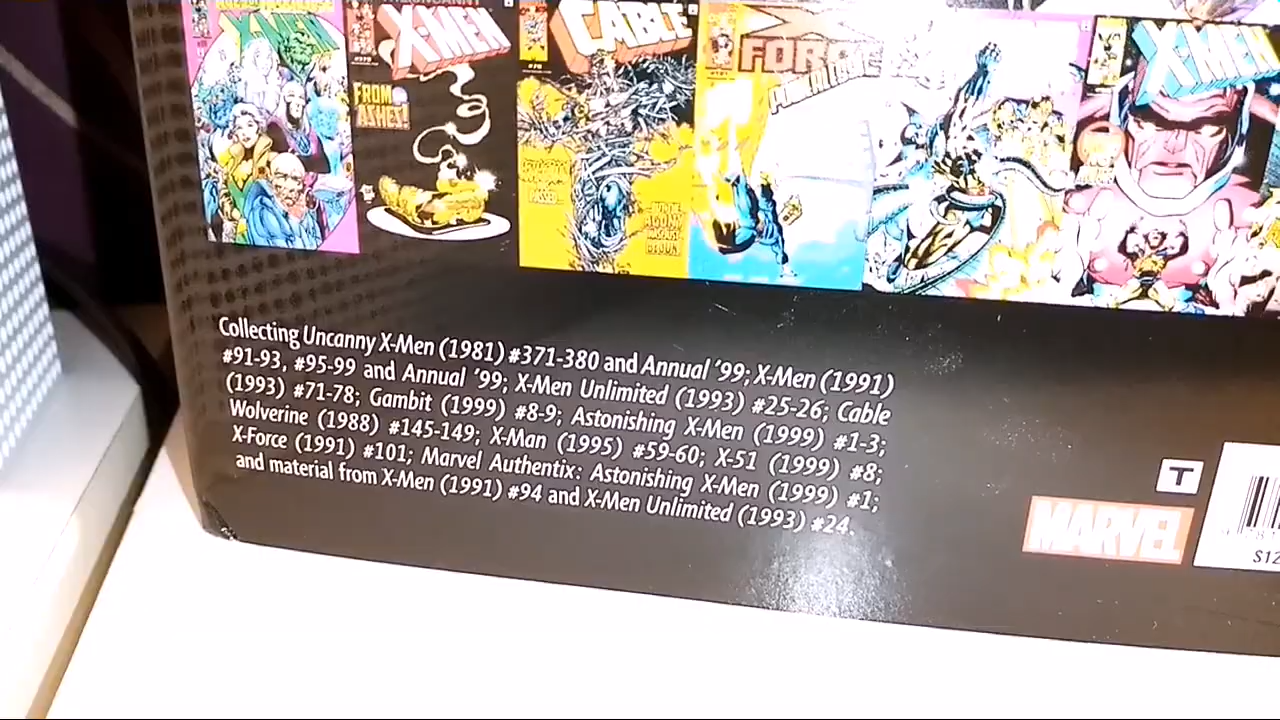 X-MEN
X-MEN
FROM
ASHES!
CABLE
X
FORCE
X-MEN
Collecting Uncanny X-Men (1981) #371-380 and Annual '99; X-Men (1991)
#91-93, #95-99 and Annual '99; X-Men Unlimited (1993) #25-26; Cable
(1993) #71-78; Gambit (1999) #8-9; Astonishing X-Men (1999) #1-3;
Wolverine (1988) #145-149; X-Man (1995) #59-60; X-51 (1999) #8;
X-Force (1991) #101; Marvel Authentix: Astonishing X-Men (1999) #1;
and material from X-Men (1991) #94 and X-Men Unlimited (1993) #24.
T
MARVEL
$12